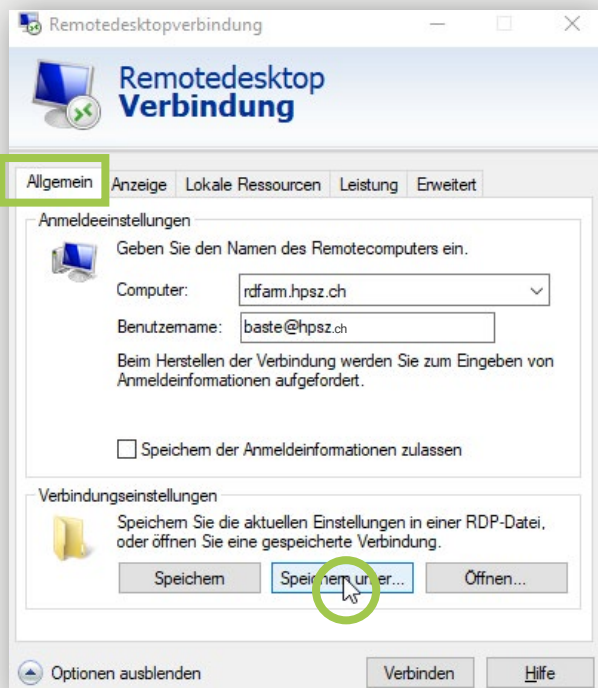 Remotedesktopverbindung
Remotedesktop
Verbindung
Allgemein Anzeige Lokale Ressourcen Leistung Erweitert
Anmeldeeinstellungen
Geben Sie den Namen des Remotecomputers ein.
Computer: rdfarm.hpsz.ch
Benutzername: baste@hpsz.ch
Beim Herstellen der Verbindung werden Sie zum Eingeben von
Anmeldeinformationen aufgefordert.
Speichern der Anmeldeinformationen zulassen
Verbindungseinstellungen
Speichern Sie die aktuellen Einstellungen in einer RDP-Datei,
oder öffnen Sie eine gespeicherte Verbindung.
Speichern Speichern unter... Öffnen...
Optionen ausblenden Verbinden Hilfe